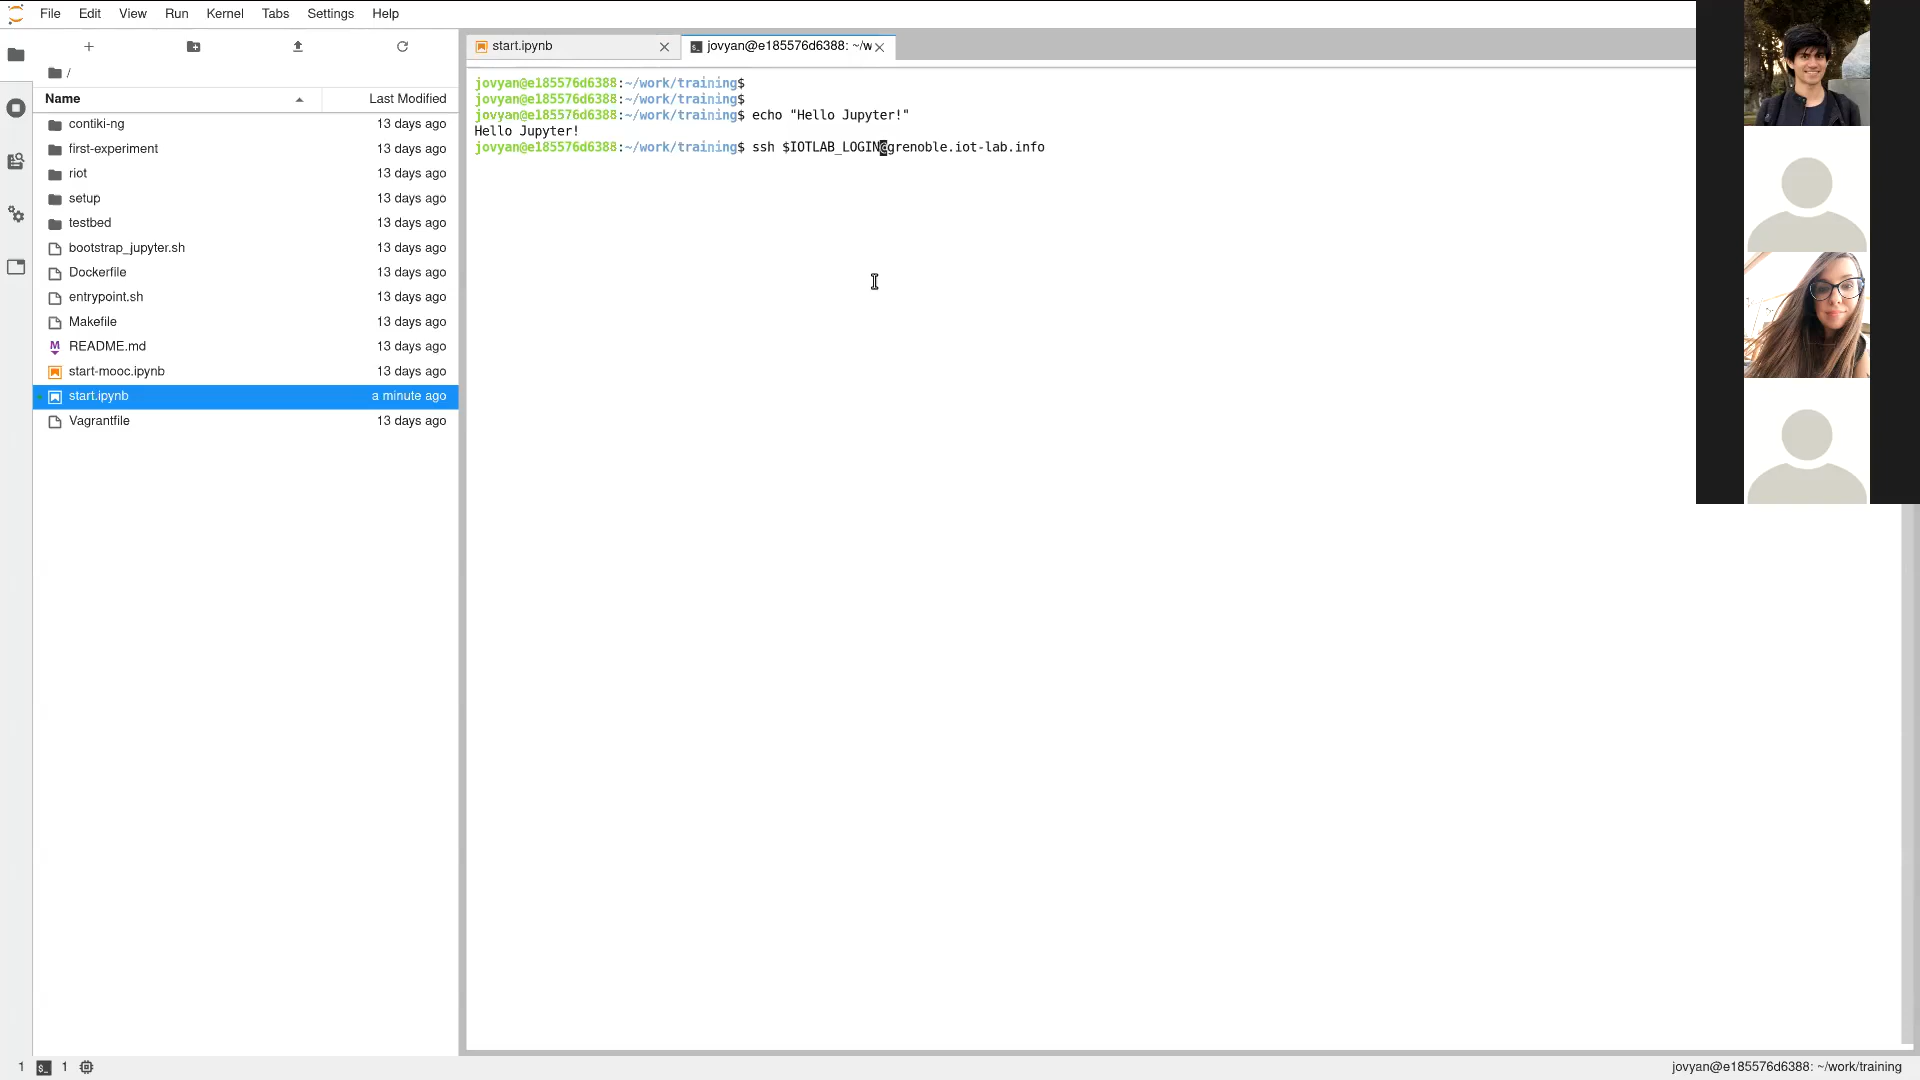 File Edit View Run Kernel Tabs Settings Help
/
Name Last Modified
contiki-ng 13 days ago
first-experiment 13 days ago
riot 13 days ago
setup 13 days ago
testbed 13 days ago
bootstrap_jupyter.sh 13 days ago
Dockerfile 13 days ago
entrypoint.sh 13 days ago
Makefile 13 days ago
README.md 13 days ago
start-mooc.ipynb 13 days ago
start.ipynb a minute ago
Vagrantfile 13 days ago
start.ipynb jovyan@e185576d6388: ~/w
jovyan@e185576d6388:~/work/training$
jovyan@e185576d6388:~/work/training$
jovyan@e185576d6388:~/work/training$ echo "Hello Jupyter!"
Hello Jupyter!
jovyan@e185576d6388:~/work/training$ ssh $IOTLAB_LOGIN@grenoble.iot-lab.info
1 $_ 1 jovyan@e185576d6388: ~/work/training